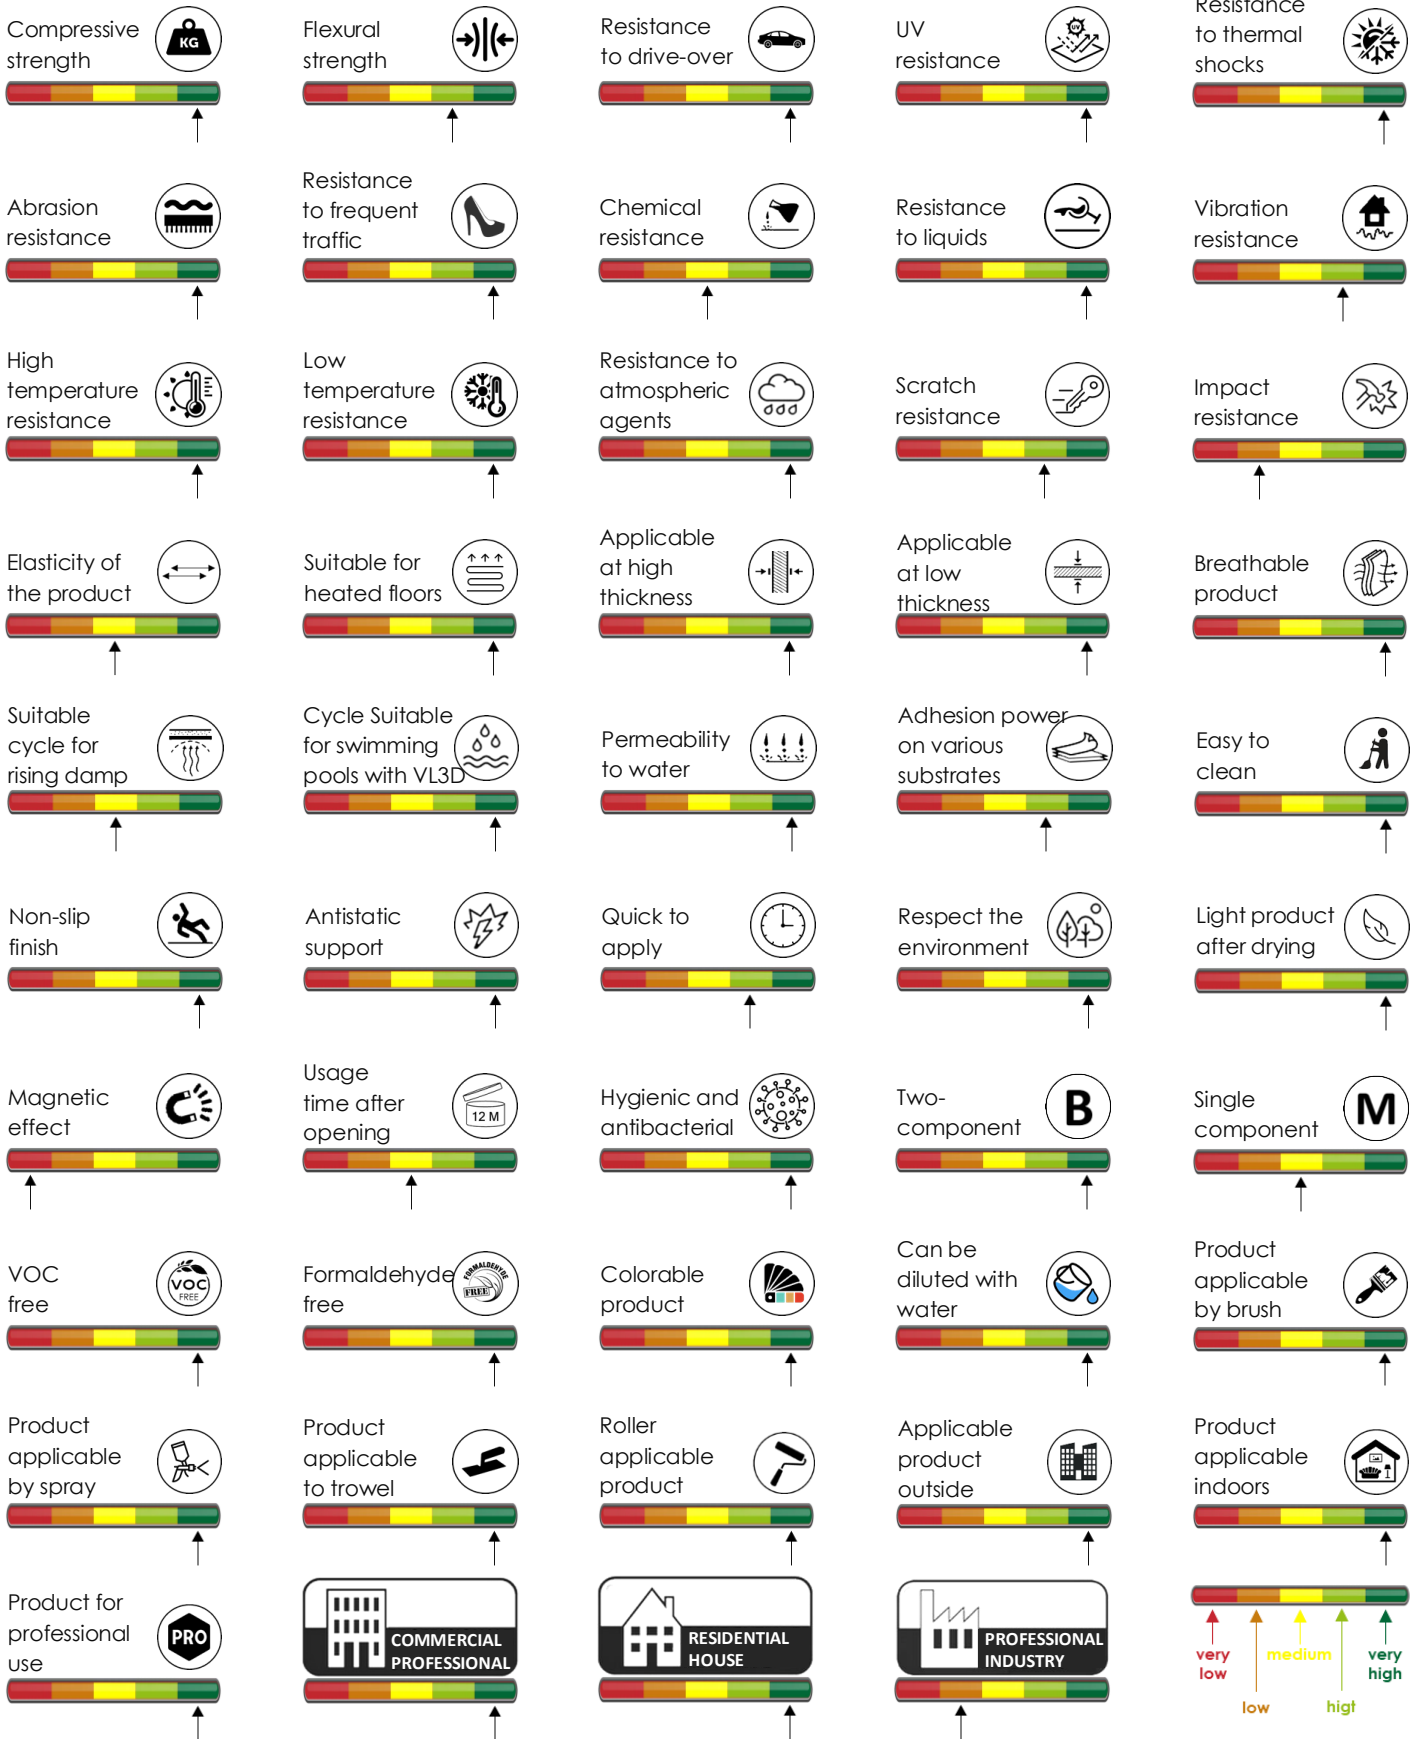 Compressive
strength
KG
Flexural
strength
Resistance
to drive-over
UV
resistance
UV
Resistance
to thermal
shocks
Abrasion
resistance
Resistance
to frequent
traffic
Chemical
resistance
Resistance
to liquids
Vibration
resistance
High
temperature
resistance
Low
temperature
resistance
Resistance to
atmospheric
agents
Scratch
resistance
Impact
resistance
Elasticity of
the product
Suitable for
heated floors
Applicable
at high
thickness
Applicable
at low
thickness
Breathable
product
Suitable
cycle for
rising damp
Cycle Suitable
for swimming
pools with VL3D
Permeability
to water
Adhesion power
on various
substrates
Easy to
clean
Non-slip
finish
Antistatic
support
Quick to
apply
Respect the
environment
Light product
after drying
Magnetic
effect
Usage
time after
opening
12 M
Hygienic and
antibacterial
Two-
component
B
Single
component
M
VOC
free
VOC
FREE
Formaldehyde
free
FORMALDEHYDE
FREE
Colorable
product
Can be
diluted with
water
Product
applicable
by brush
Product
applicable
by spray
Product
applicable
to trowel
Roller
applicable
product
Applicable
product
outside
Product
applicable
indoors
Product for
professional
use
PRO
COMMERCIAL
PROFESSIONAL
RESIDENTIAL
HOUSE
PROFESSIONAL
INDUSTRY
very
low
low
medium
higt
very
high